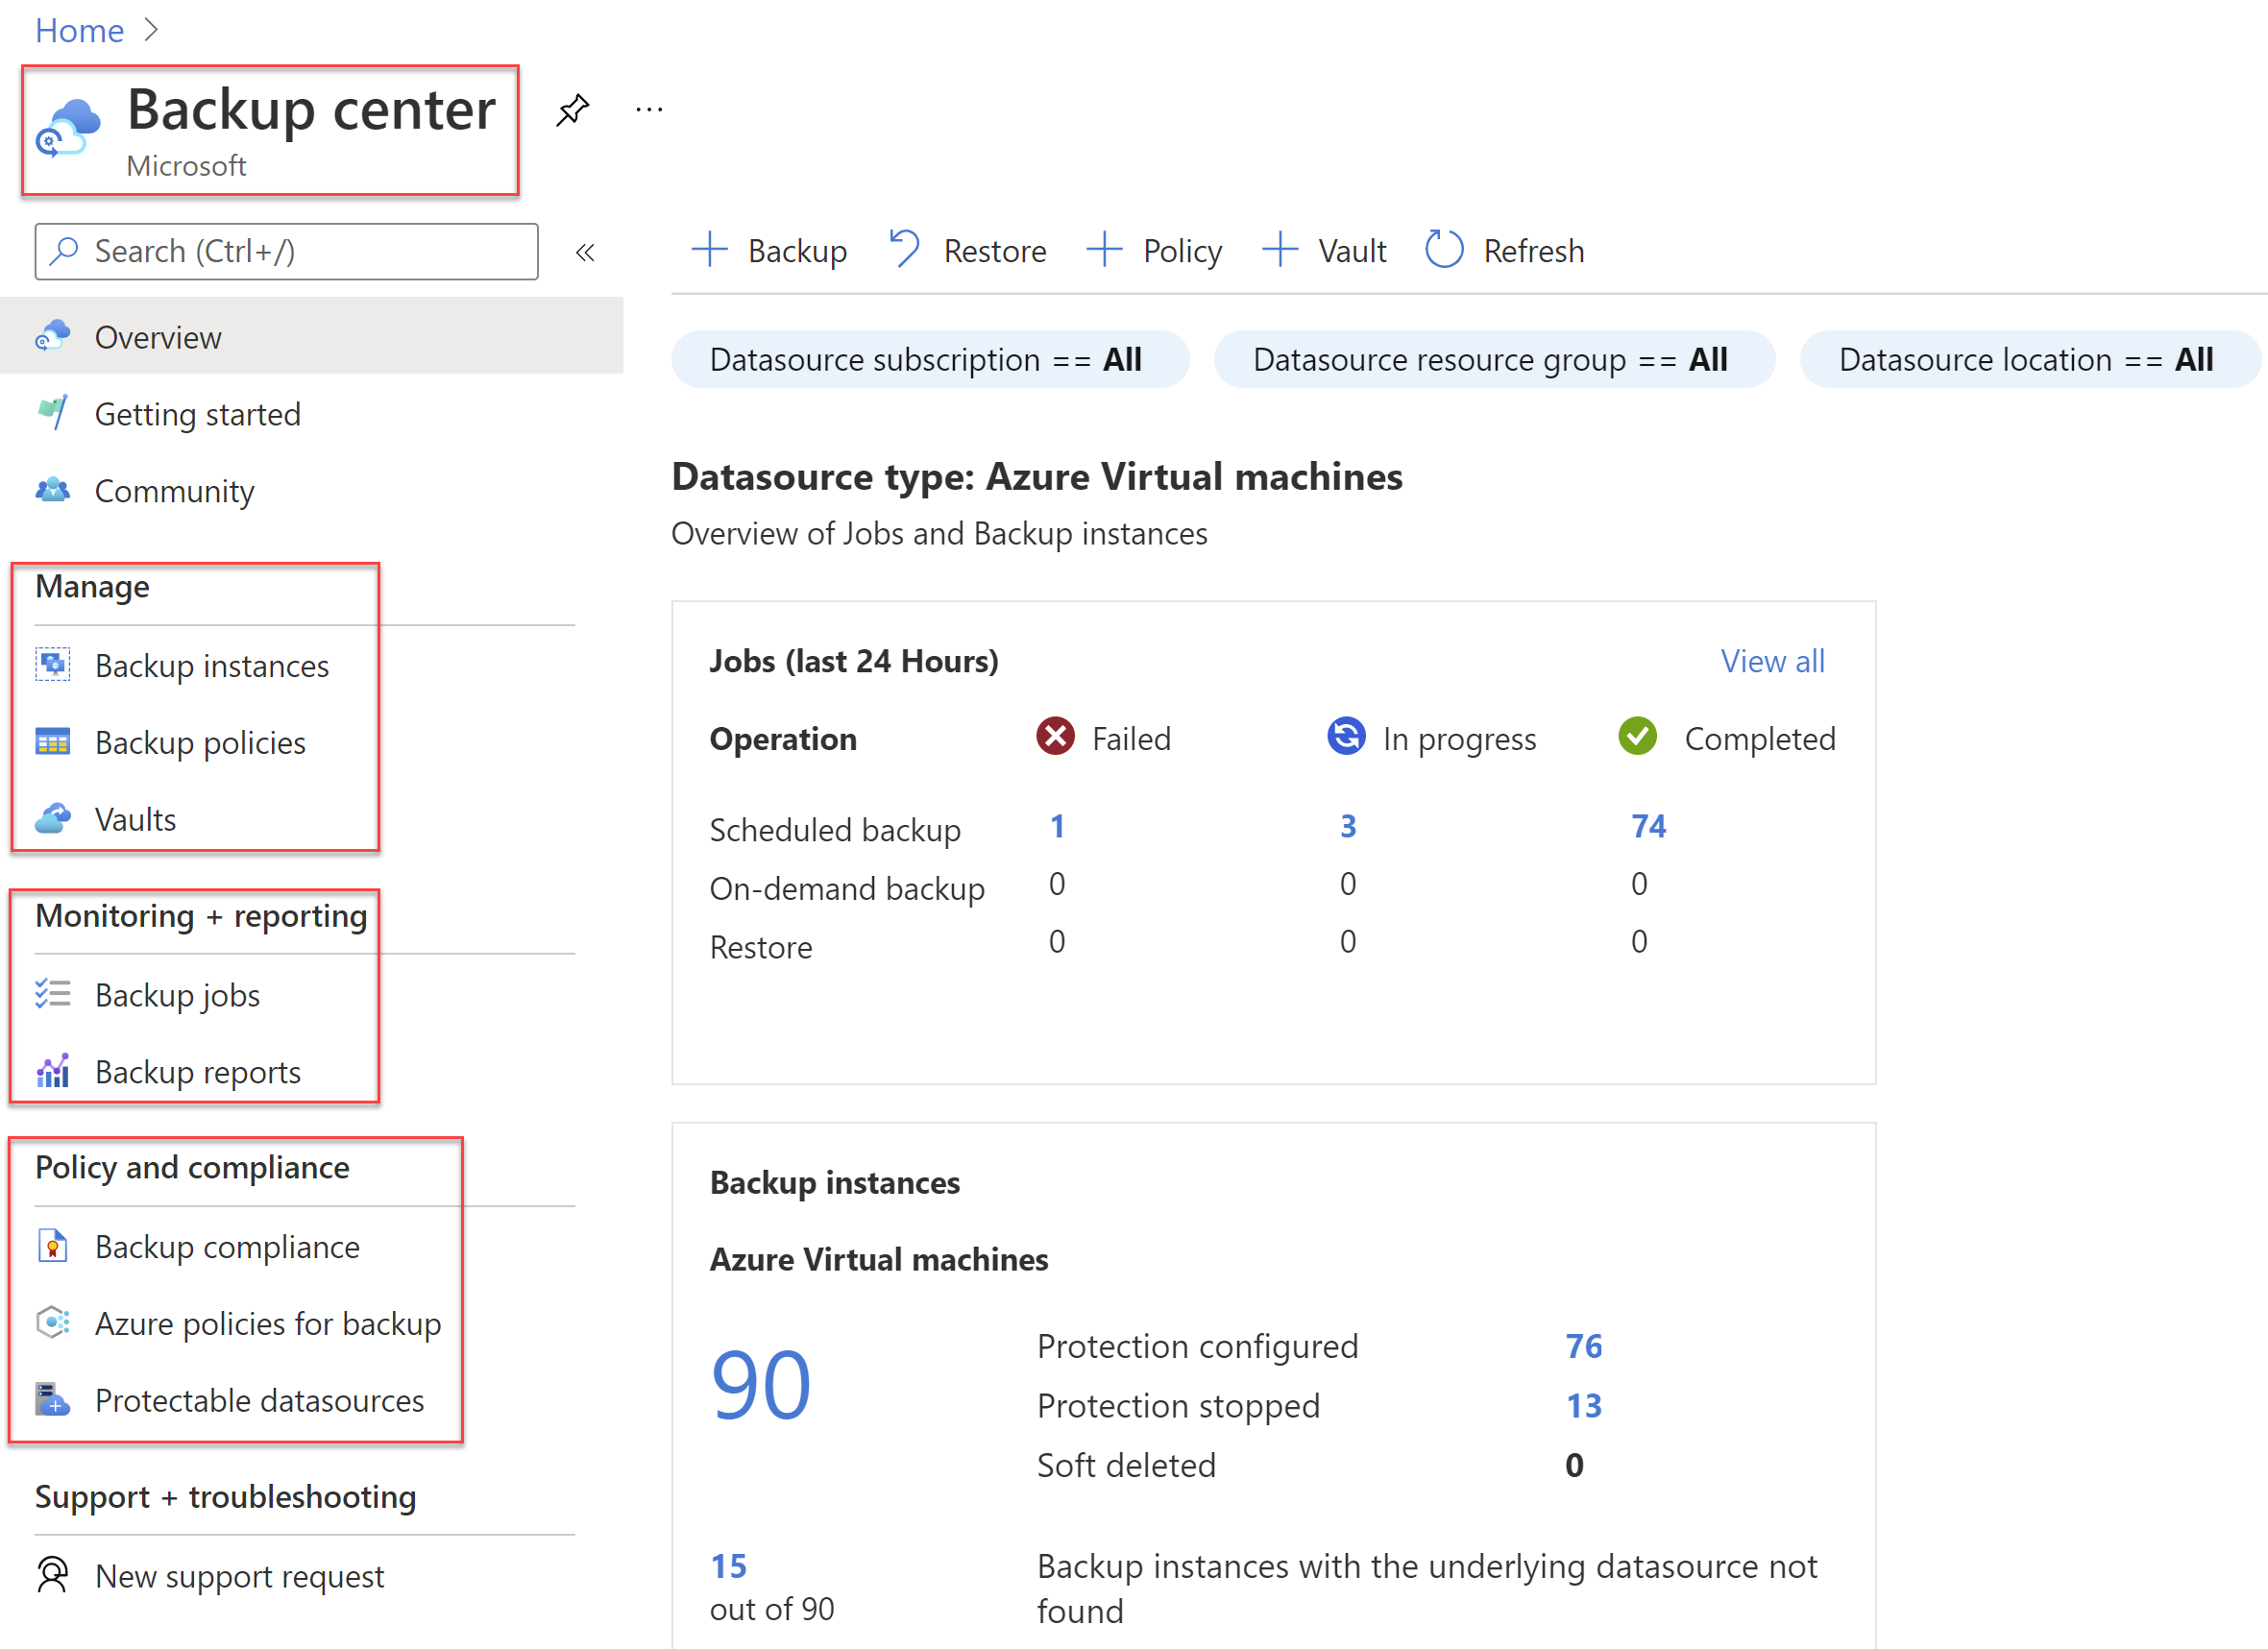 Home
Backup center
Microsoft
Search (Ctrl+/)
Overview
Getting started
Community
Manage
Backup instances
Backup policies
Vaults
Monitoring + reporting
Backup jobs
Backup reports
Policy and compliance
Backup compliance
Azure policies for backup
Protectable datasources
Support + troubleshooting
New support request
Backup Restore Policy Vault Refresh
Datasource subscription == All Datasource resource group == All Datasource location == All
Datasource type: Azure Virtual machines
Overview of Jobs and Backup instances
Jobs (last 24 Hours) View all
Operation Failed In progress Completed
Scheduled backup 1 3 74
On-demand backup 0 0 0
Restore 0 0 0
Backup instances
Azure Virtual machines
90
Protection configured 76
Protection stopped 13
Soft deleted 0
15
out of 90
Backup instances with the underlying datasource not
found